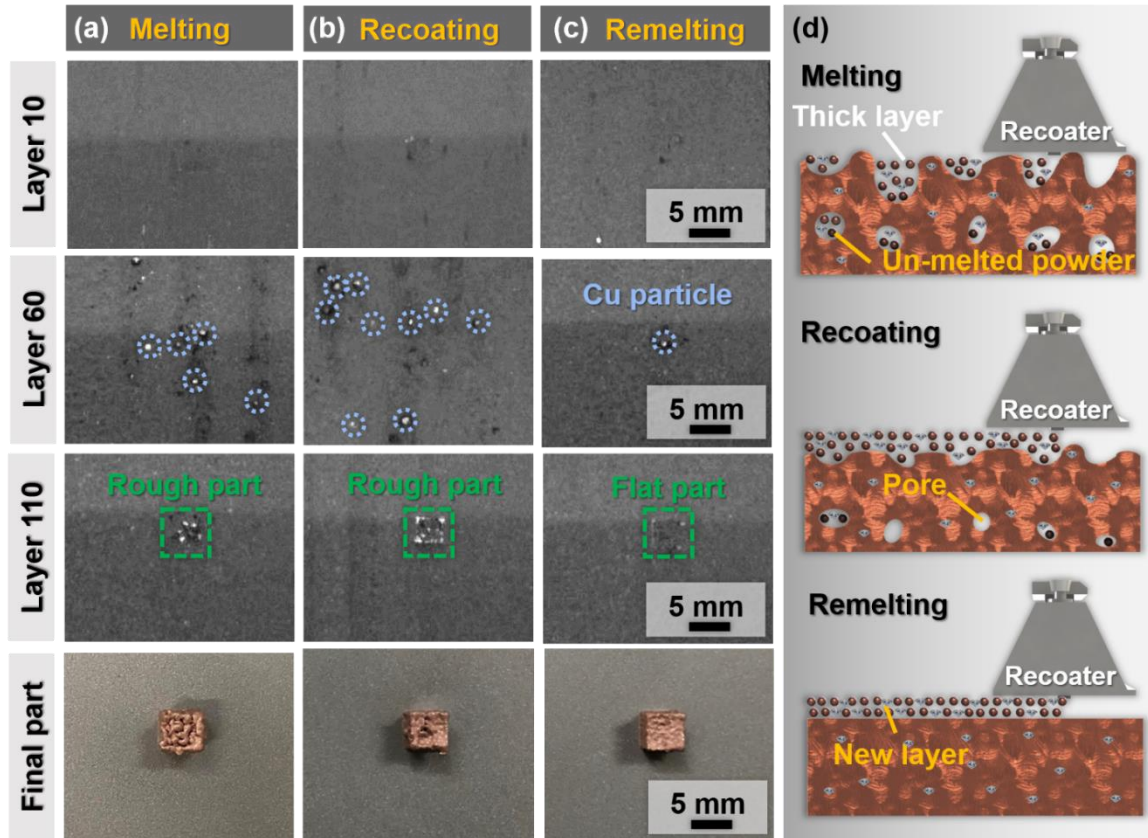 (a) Melting
(b) Recoating
(c) Remelting
Layer 10
5 mm
Layer 60
Cu particle
5 mm
Layer 110
Rough part
Rough part
Flat part
5 mm
Final part
5 mm
(d)
Melting
Thick layer
Recoater
Un-melted powder
Recoating
Recoater
Pore
Remelting
Recoater
New layer